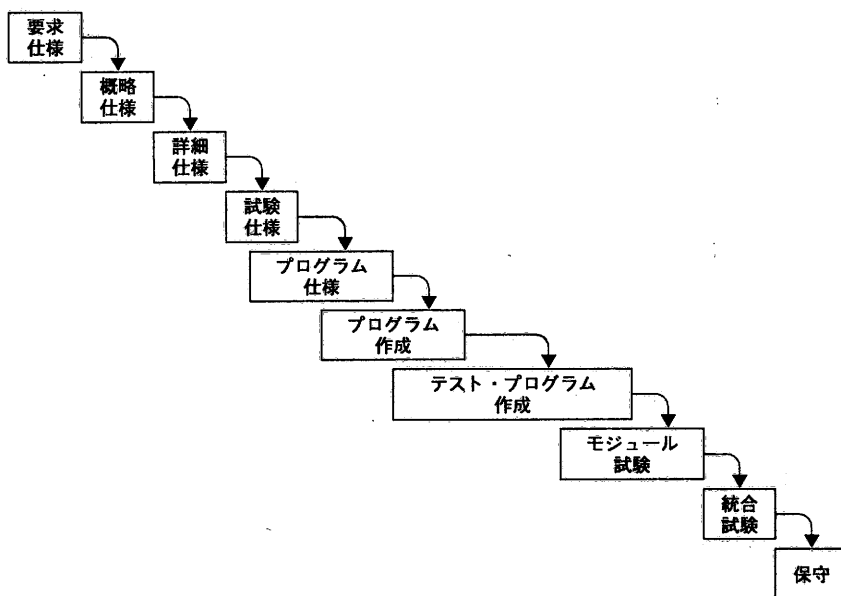 要求
仕様
概略
仕様
詳細
仕様
試験
仕様
プログラム
仕様
プログラム
作成
テスト・プログラム
作成
モジュール
試験
統合
試験
保守